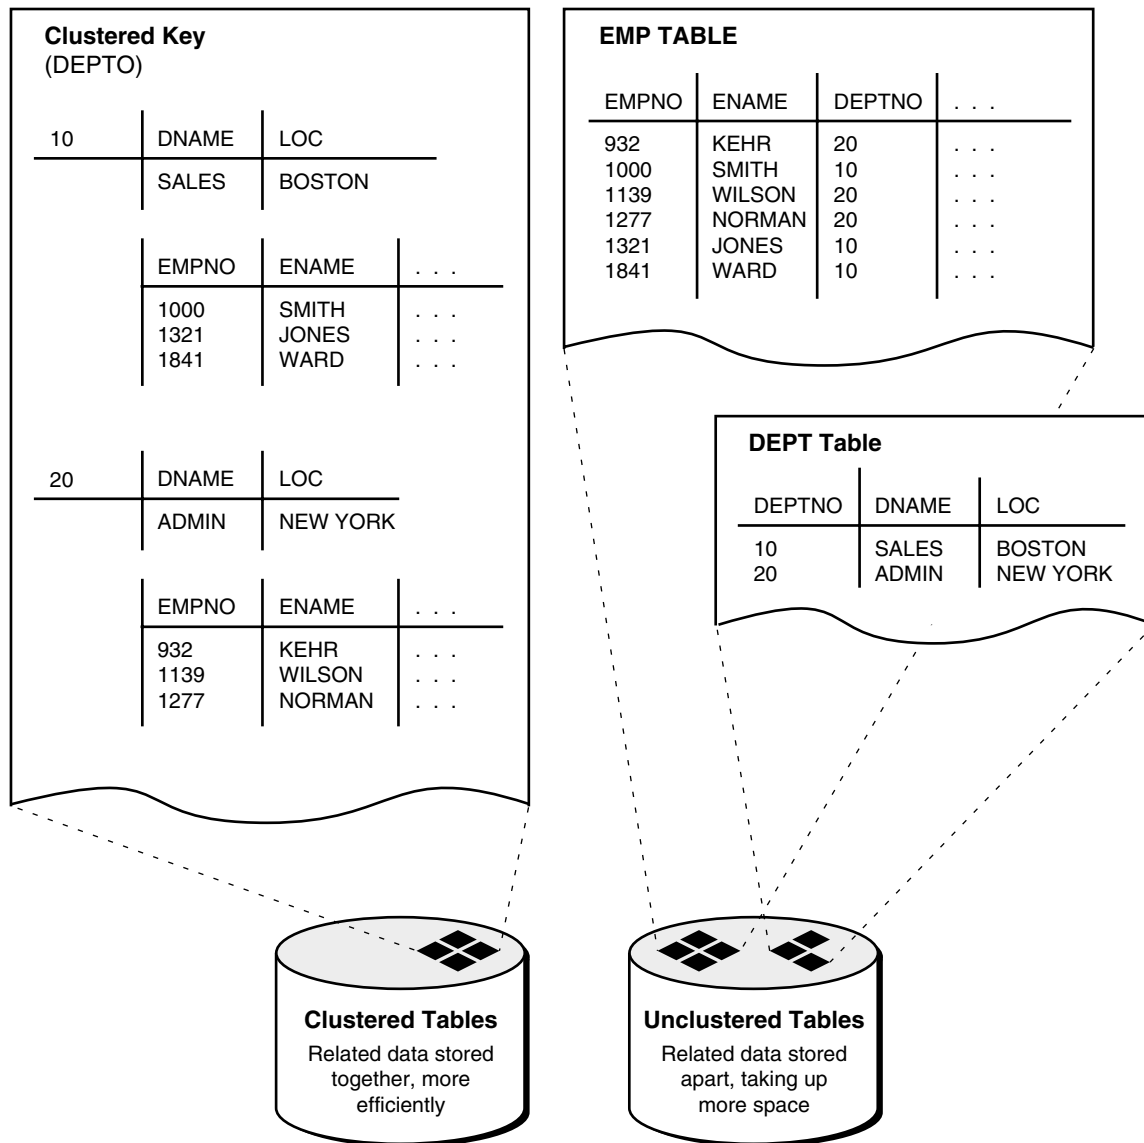 Clustered Key
(DEPTO)
10 DNAME LOC
SALES BOSTON
EMPNO ENAME . . .
1000 SMITH . . .
1321 JONES . . .
1841 WARD . . .
20 DNAME LOC
ADMIN NEW YORK
EMPNO ENAME . . .
932 KEHR . . .
1139 WILSON . . .
1277 NORMAN . . .
EMP TABLE
EMPNO ENAME DEPTNO . . .
932 KEHR 20 . . .
1000 SMITH 10 . . .
1139 WILSON 20 . . .
1277 NORMAN 20 . . .
1321 JONES 10 . . .
1841 WARD 10 . . .
DEPT Table
DEPTNO DNAME LOC
10 SALES BOSTON
20 ADMIN NEW YORK
Clustered Tables
Related data stored
together, more
efficiently
Unclustered Tables
Related data stored
apart, taking up
more space